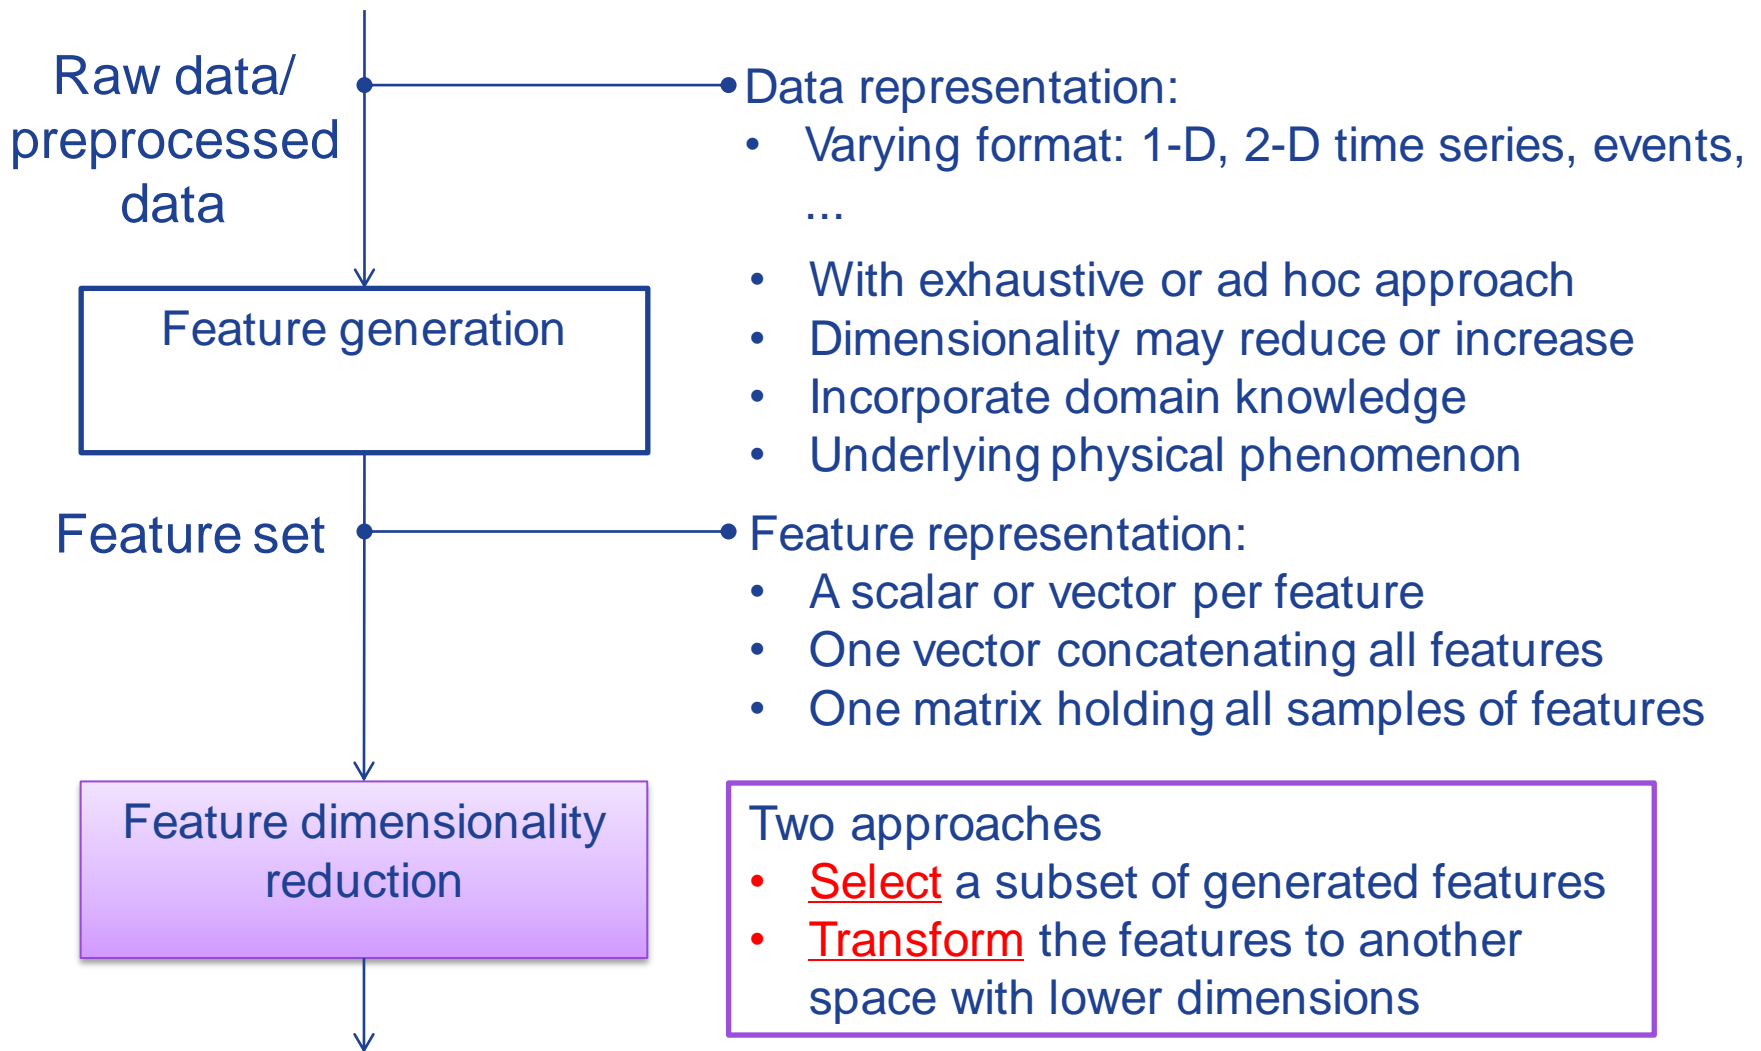 Raw data/
preprocessed
data
Data representation:
• Varying format: 1-D, 2-D time series, events,
...
Feature generation
• With exhaustive or ad hoc approach
• Dimensionality may reduce or increase
• Incorporate domain knowledge
• Underlying physical phenomenon
Feature set
Feature representation:
• A scalar or vector per feature
• One vector concatenating all features
• One matrix holding all samples of features
Feature dimensionality
reduction
Two approaches
• Select a subset of generated features
• Transform the features to another
space with lower dimensions